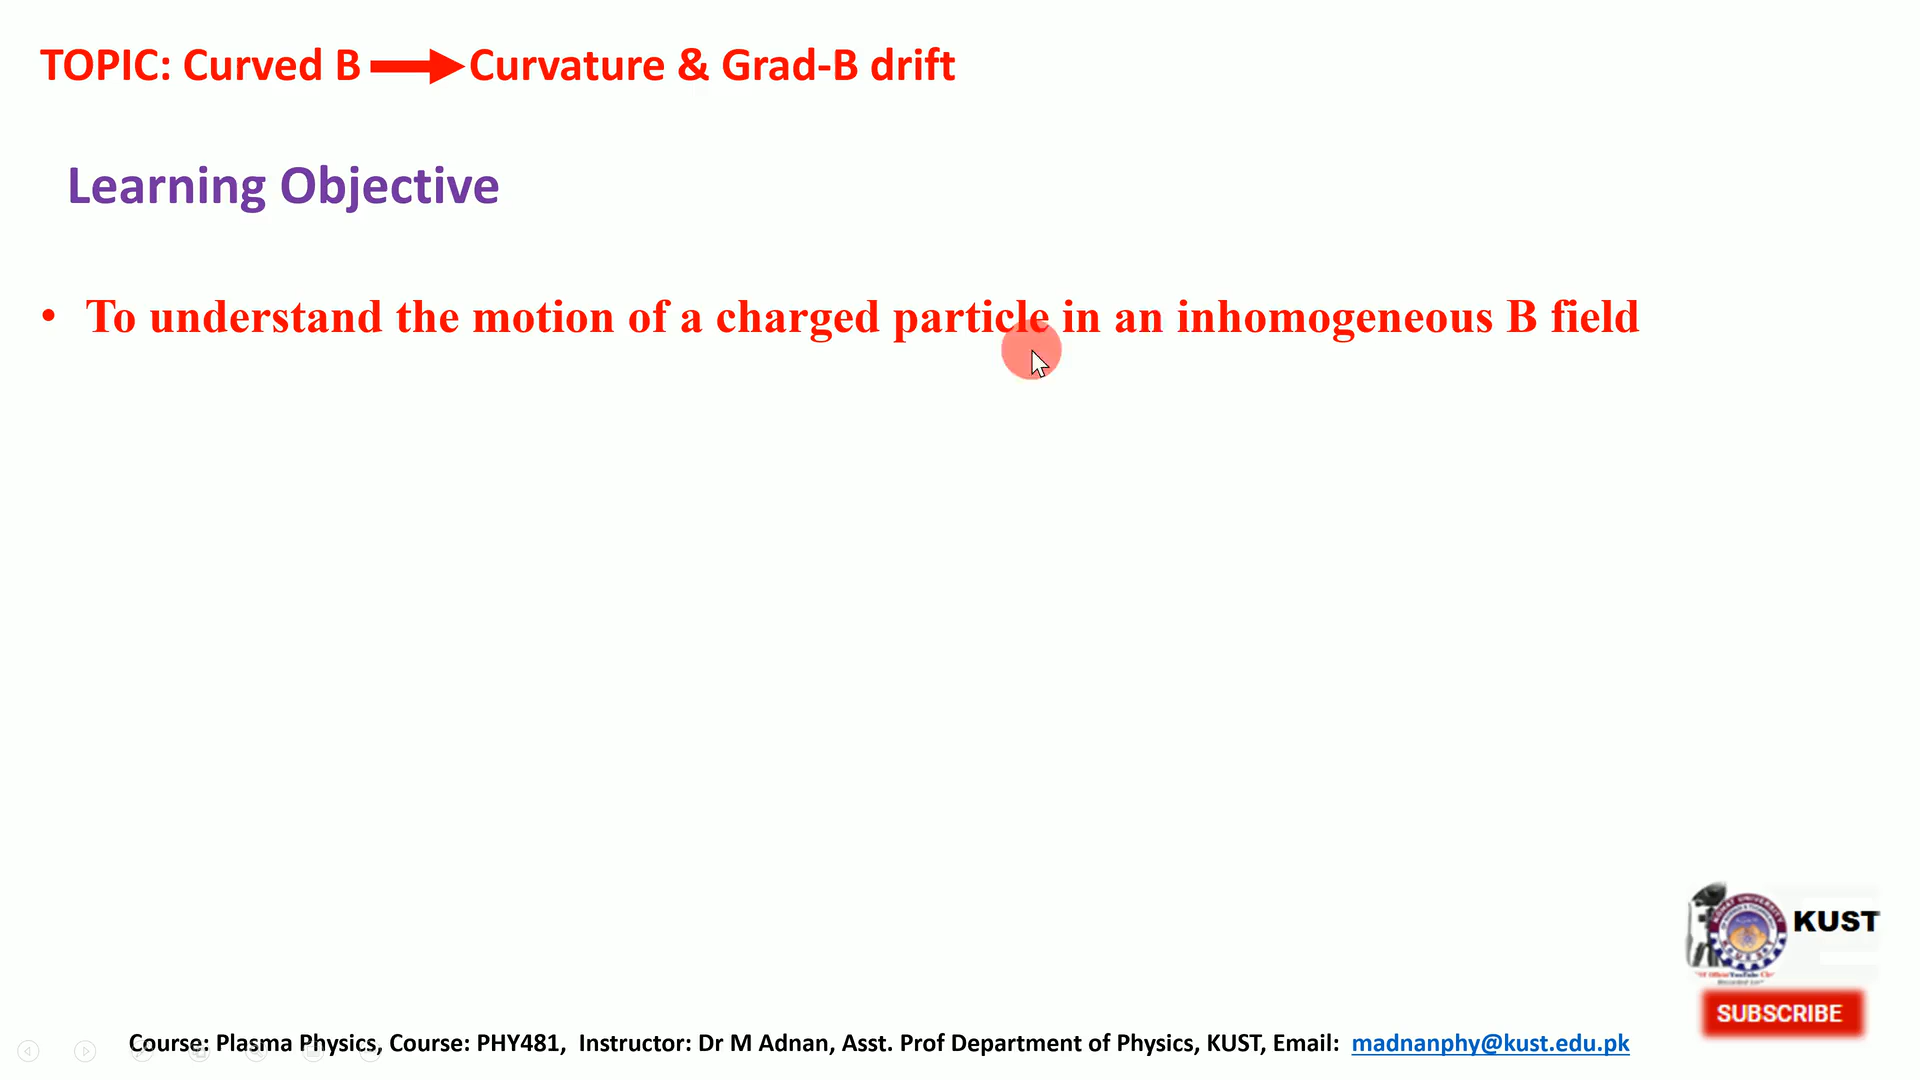 TOPIC: Curved B Curvature & Grad-B drift
Learning Objective
• To understand the motion of a charged particle in an inhomogeneous B field
KUST
SUBSCRIBE
Course: Plasma Physics, Course: PHY481, Instructor: Dr M Adnan, Asst. Prof Department of Physics, KUST, Email: madnanphy@kust.edu.pk